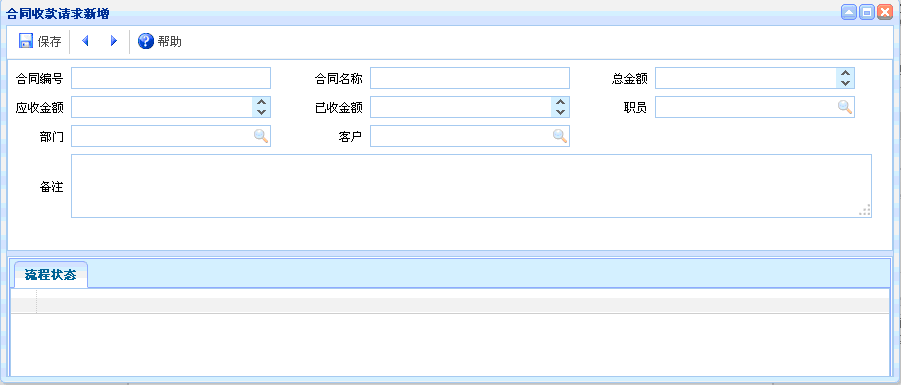 合同收款请求新增
保存 帮助
合同编号 合同名称 总金额
应收金额 已收金额 职员
部门 客户
备注
流程状态